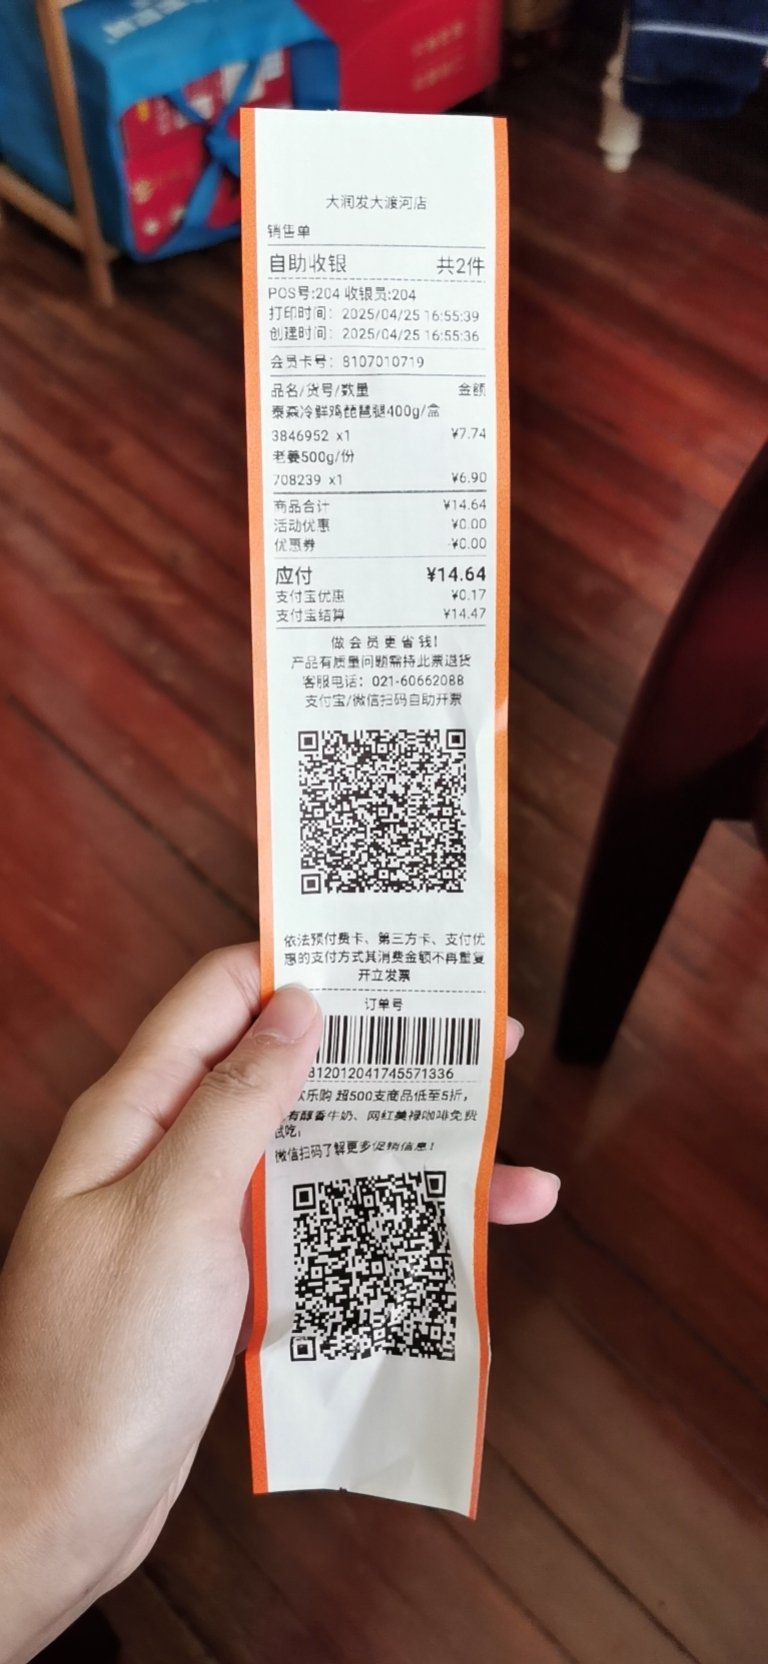 大润发大渡河店
销售单
自助收银 共2件
POS号:204 收银员:204
打印时间：2025/04/25 16:55:39
创建时间：2025/04/25 16:55:36
会员卡号：8107010719
品名/货号/数量 金额
泰森冷鲜鸡琵琶腿400g/盒
3846952 x1 ¥7.74
老姜500g/份
708239 x1 ¥6.90
商品合计 ¥14.64
活动优惠 ¥0.00
优惠券 -¥0.00
应付 ¥14.64
支付宝优惠 ¥0.17
支付宝结算 ¥14.47
做会员更省钱!
产品有质量问题需持此票退货
客服电话：021-60662088
支付宝/微信扫码自助开票
依法预付费卡、第三方卡、支付优
惠的支付方式其消费金额不再重复
开立发票
订单号
312012041745571336
欢乐购 超500支商品低至5折，
有醇香牛奶、网红美禄咖啡免费
试吃，
微信扫码了解更多促销信息！